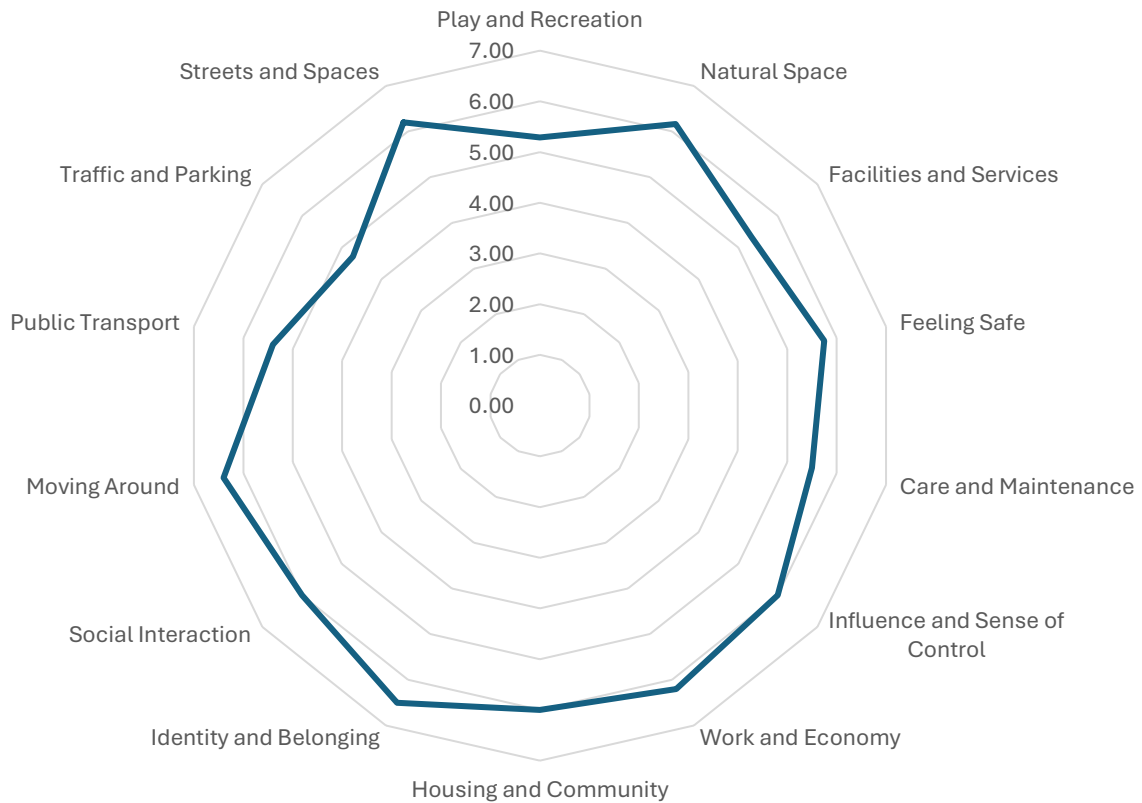 Play and Recreation
7.00
Streets and Spaces
Natural Space
6.00
5.00
Traffic and Parking
Facilities and Services
4.00
3.00
2.00
Public Transport
Feeling Safe
1.00
0.00
Moving Around
Care and Maintenance
Social Interaction
Influence and Sense of
Control
Identity and Belonging
Work and Economy
Housing and Community